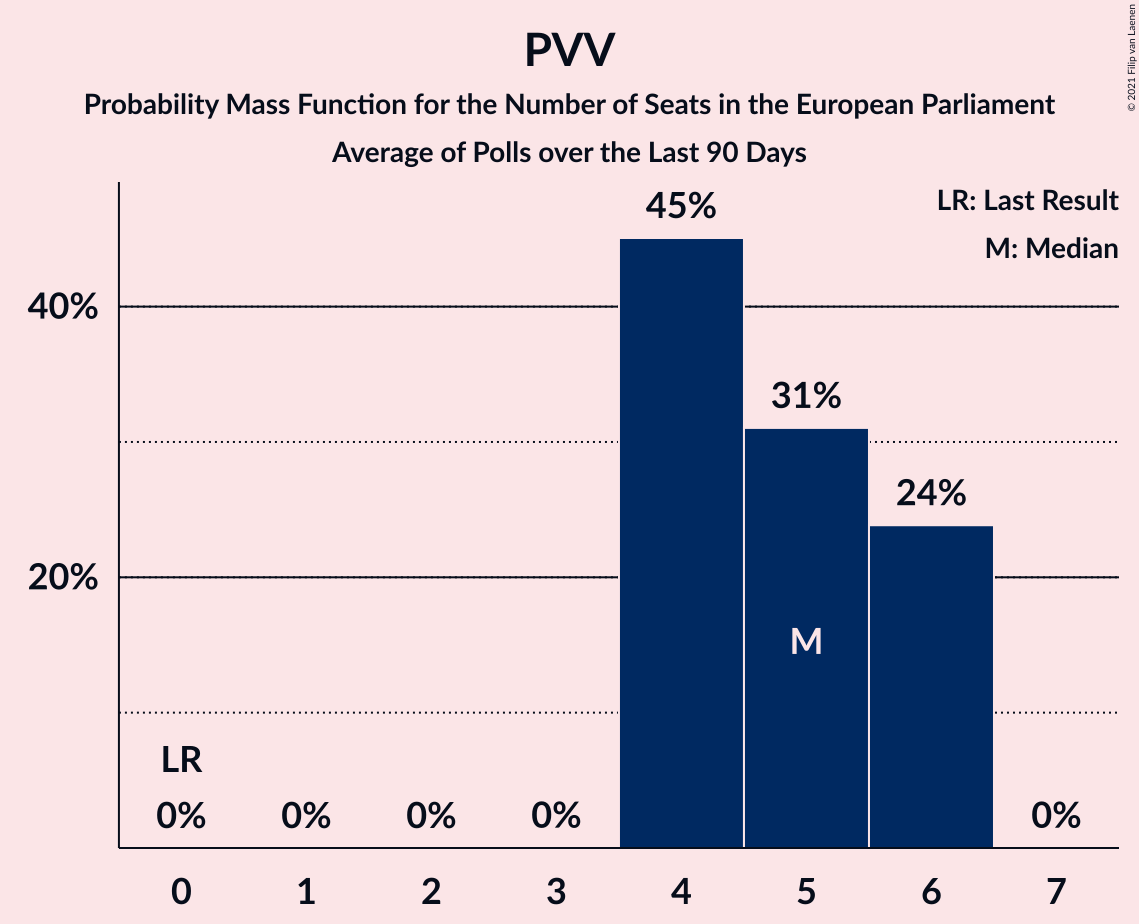 PVV
Probability Mass Function for the Number of Seats in the European Parliament
Average of Polls over the Last 90 Days
© 2021 Filip van Laenen
LR: Last Result
M: Median
45%
40%
31%
24%
20%
M
LR
0% 0% 0% 0% 0%
0 1 2 3 4 5 6 7